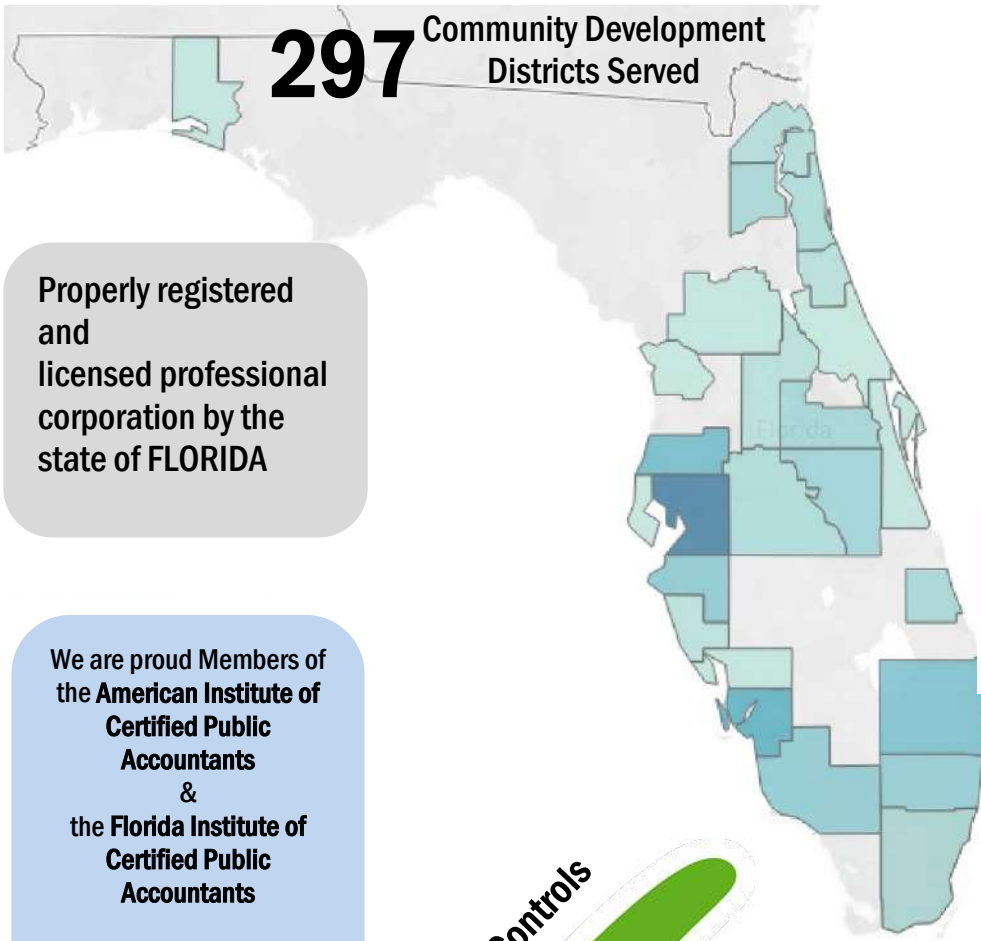 297
Community Development
Districts Served
Properly registered
and
licensed professional
corporation by the
state of FLORIDA
Florida
We are proud Members of
the American Institute of
Certified Public
Accountants
&
the Florida Institute of
Certified Public
Accountants
Controls